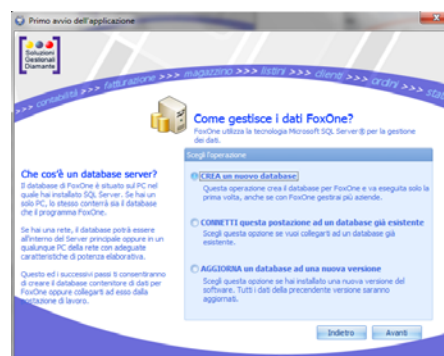 Primo avvio dell'applicazione
Soluzioni
Gestionali
Diamante
>>> contabilità >>> fatturazione >>> magazzino >>> listini >>> clienti >>> ordini >>>
Come gestisce i dati FoxOne?
FoxOne utilizza la tecnologia Microsoft SQL Server® per la gestione
dei dati.
Scegli l'operazione
Che cos'è un database server?
Il database di FoxOne è situato sul PC nel
quale hai installato SQL Server. Se hai un
solo PC, lo stesso conterrà sia il database
che il programma FoxOne.
Se hai una rete, il database potrà essere
all'interno del Server principale oppure in un
qualunque PC della rete con adeguate
caratteristiche di potenza elaborativa.
Questo ed i successivi passi ti consentiranno
di creare il database contenitore di dati per
FoxOne oppure collegarti ad esso dalla
postazione di lavoro.
CREA un nuovo database
Questa operazione crea il database per FoxOne e va eseguita solo la
prima volta, anche se con FoxOne gestirai più aziende.
CONNETTI questa postazione ad un database già esistente
Scegli questa opzione se vuoi collegarti ad un database già
esistente.
AGGIORNA un database ad una nuova versione
Scegli questa opzione se hai installato una nuova versione del
software. Tutti i dati della precendente versione saranno
aggiornati.
Indietro
Avanti